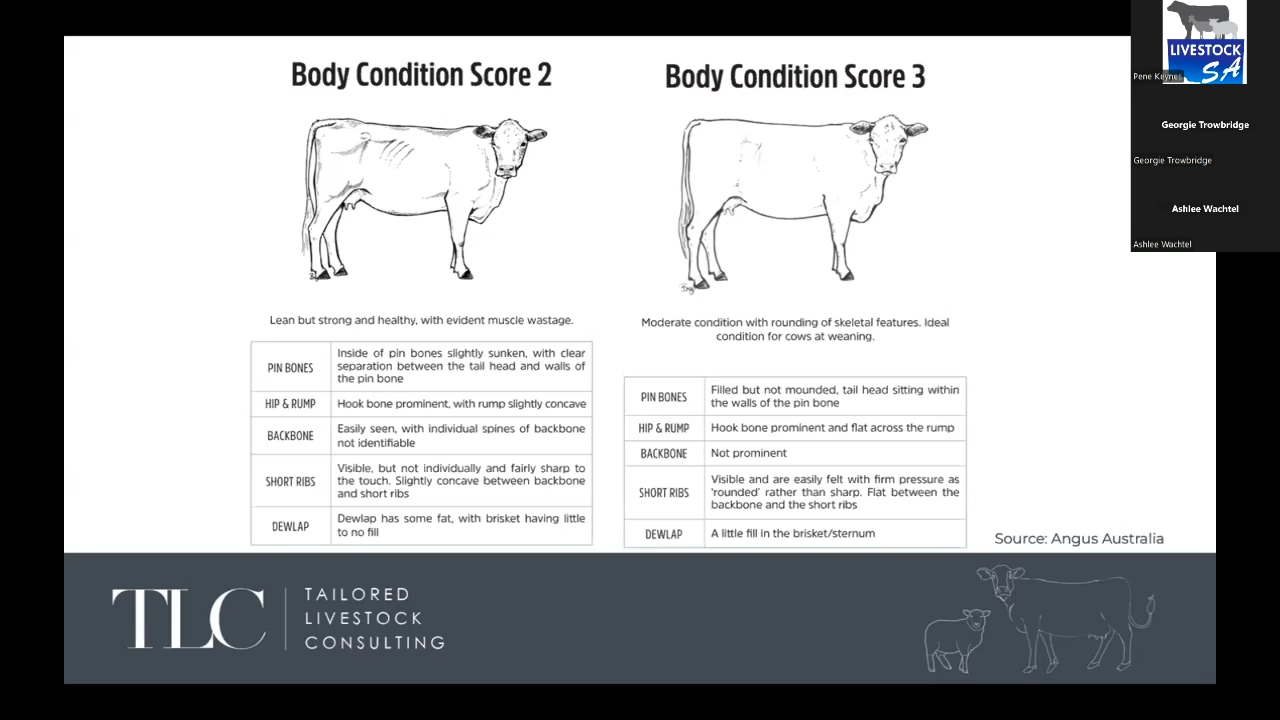 Body Condition Score 2
Lean but strong and healthy, with evident muscle wastage.
PIN BONES
Inside of pin bones slightly sunken, with clear
separation between the tail head and walls of
the pin bone
HIP & RUMP
Hook bone prominent, with rump slightly concave
BACKBONE
Easily seen, with individual spines of backbone
not identifiable
SHORT RIBS
Visible, but not individually and fairly sharp to
the touch. Slightly concave between backbone
and short ribs
DEWLAP
Dewlap has some fat, with brisket having little
to no fill
Body Condition Score 3
Moderate condition with rounding of skeletal features. Ideal
condition for cows at weaning.
PIN BONES
Filled but not mounded, tail head sitting within
the walls of the pin bone
HIP & RUMP
Hook bone prominent and flat across the rump
BACKBONE
Not prominent
SHORT RIBS
Visible and are easily felt with firm pressure as
'rounded' rather than sharp. Flat between the
backbone and the short ribs
DEWLAP
A little fill in the brisket/sternum
Source: Angus Australia
TLC
TAILORED
LIVESTOCK
CONSULTING
LIVESTOCK
SA
Pene Keynes
Georgie Trowbridge
Georgie Trowbridge
Ashlee Wachtel
Ashlee Wachtel